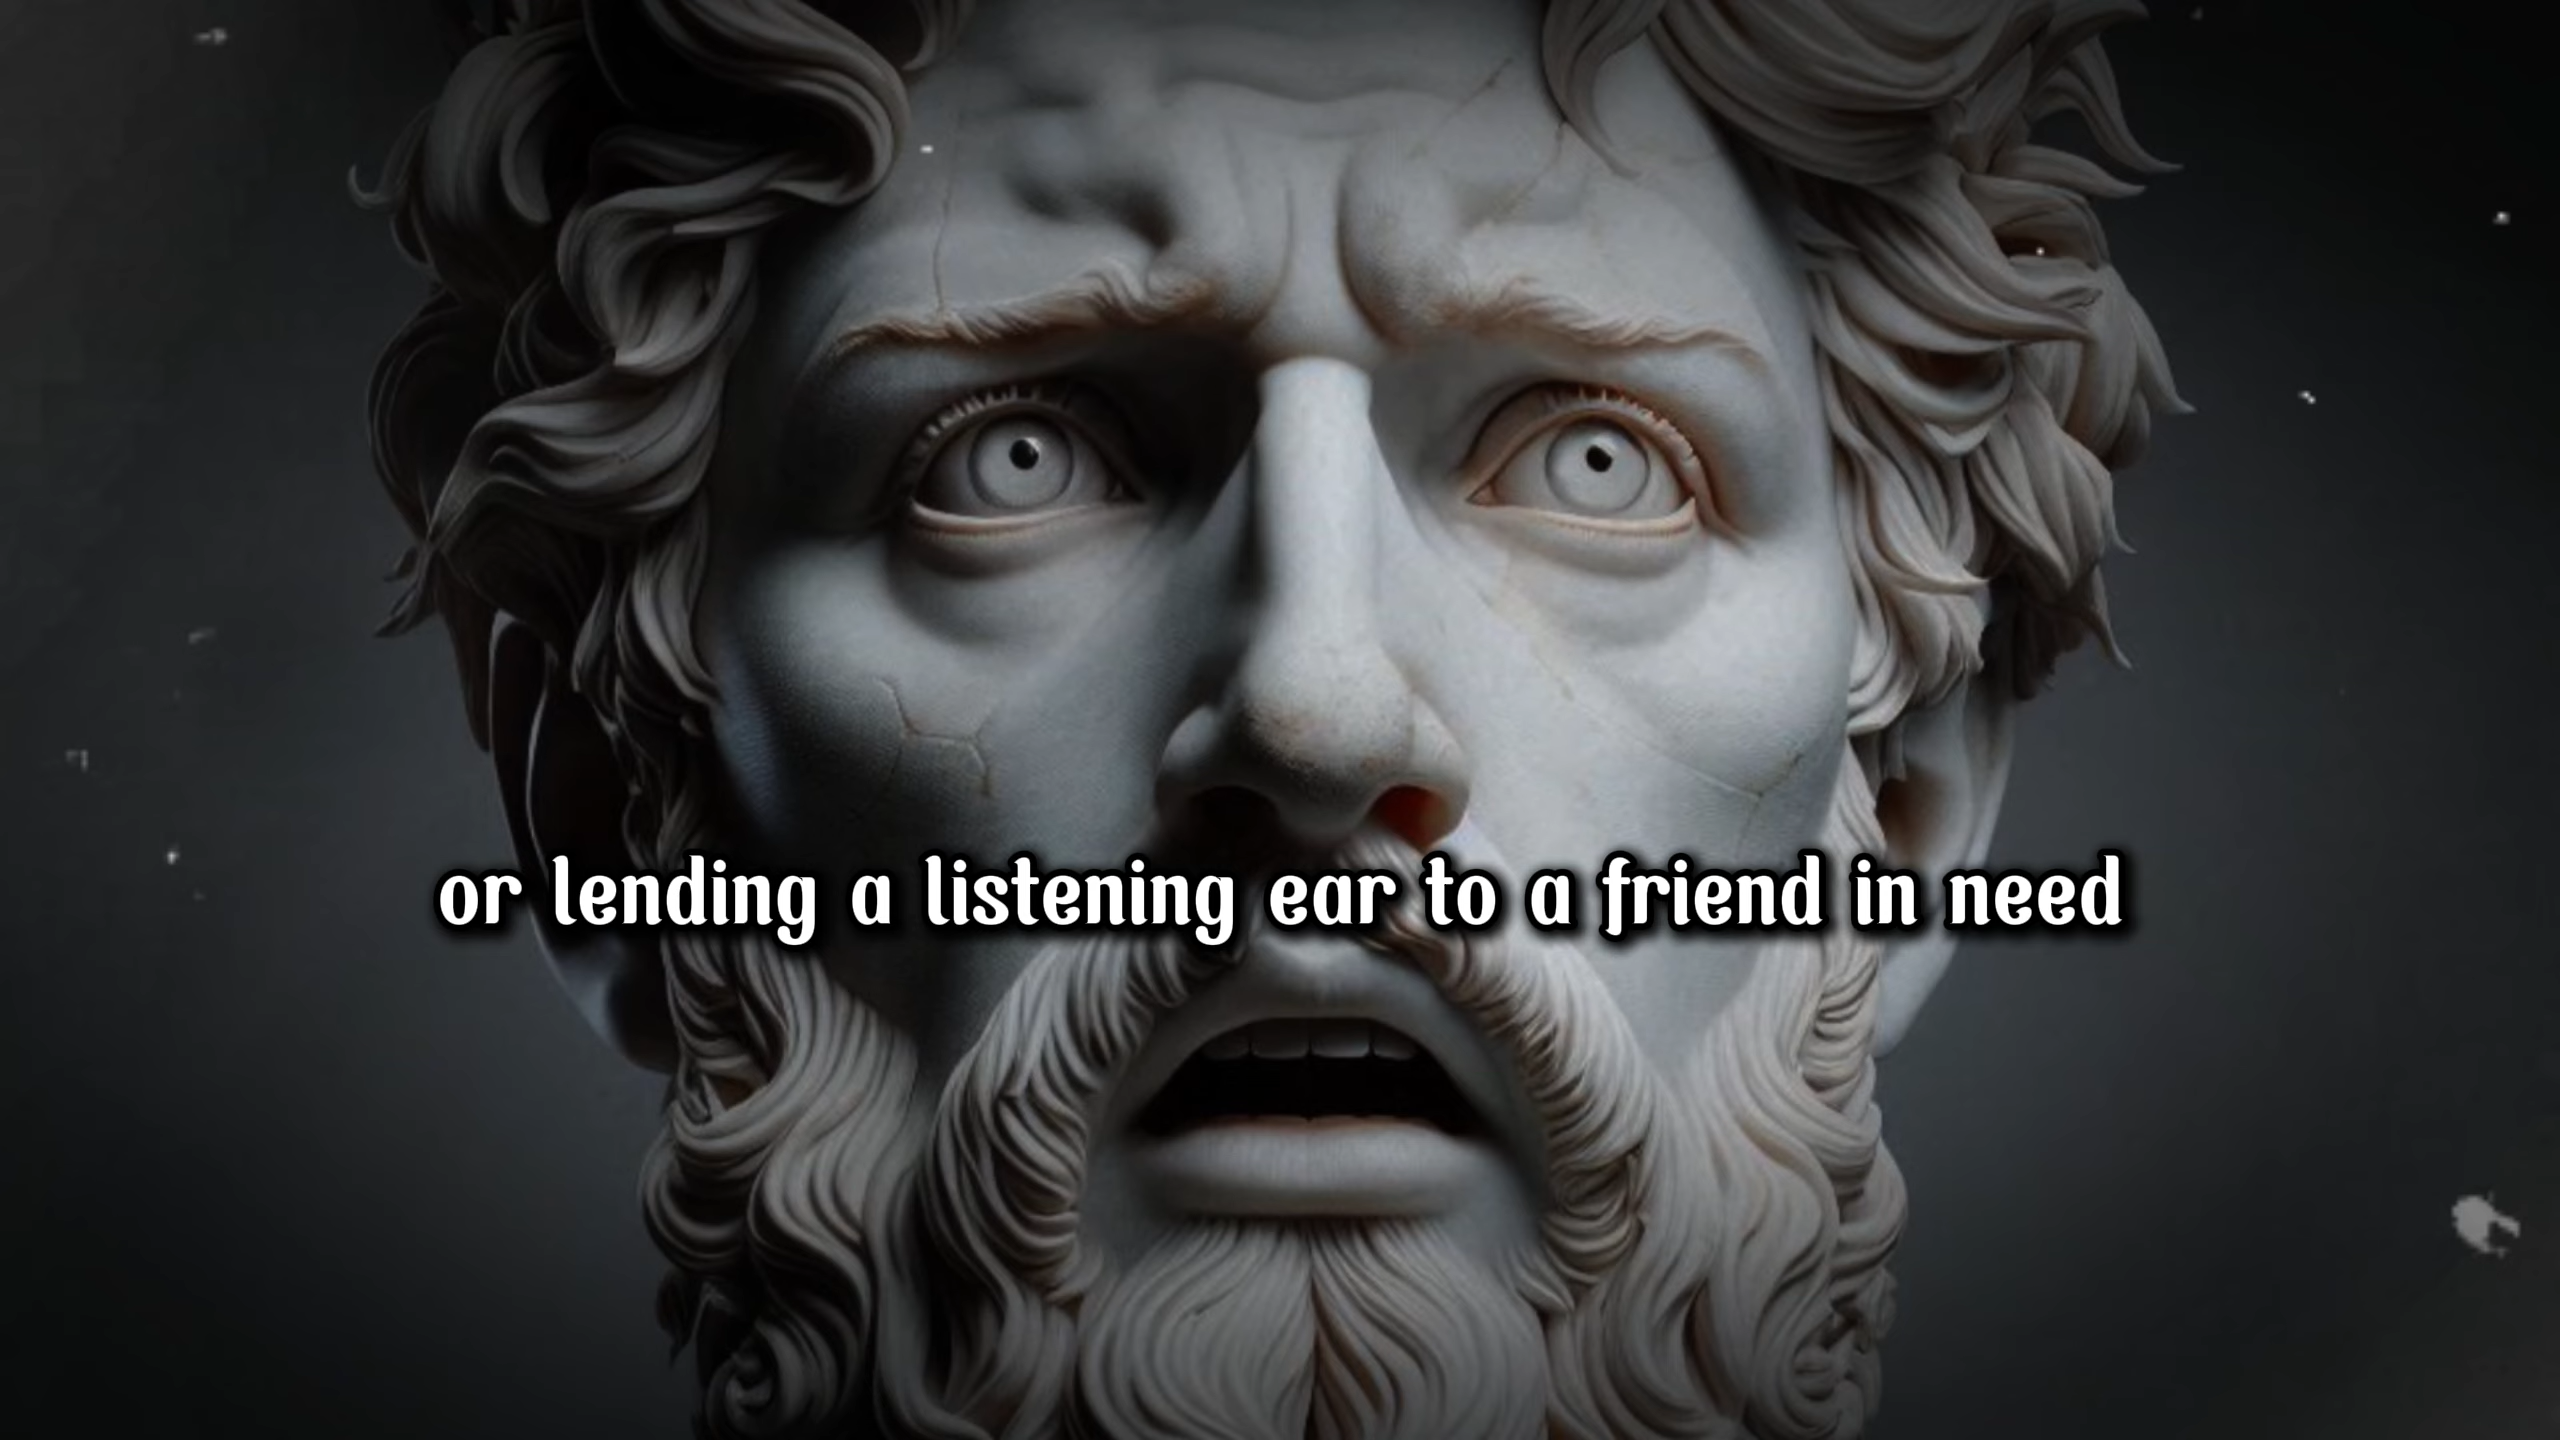 or lending a listening ear to a friend in need